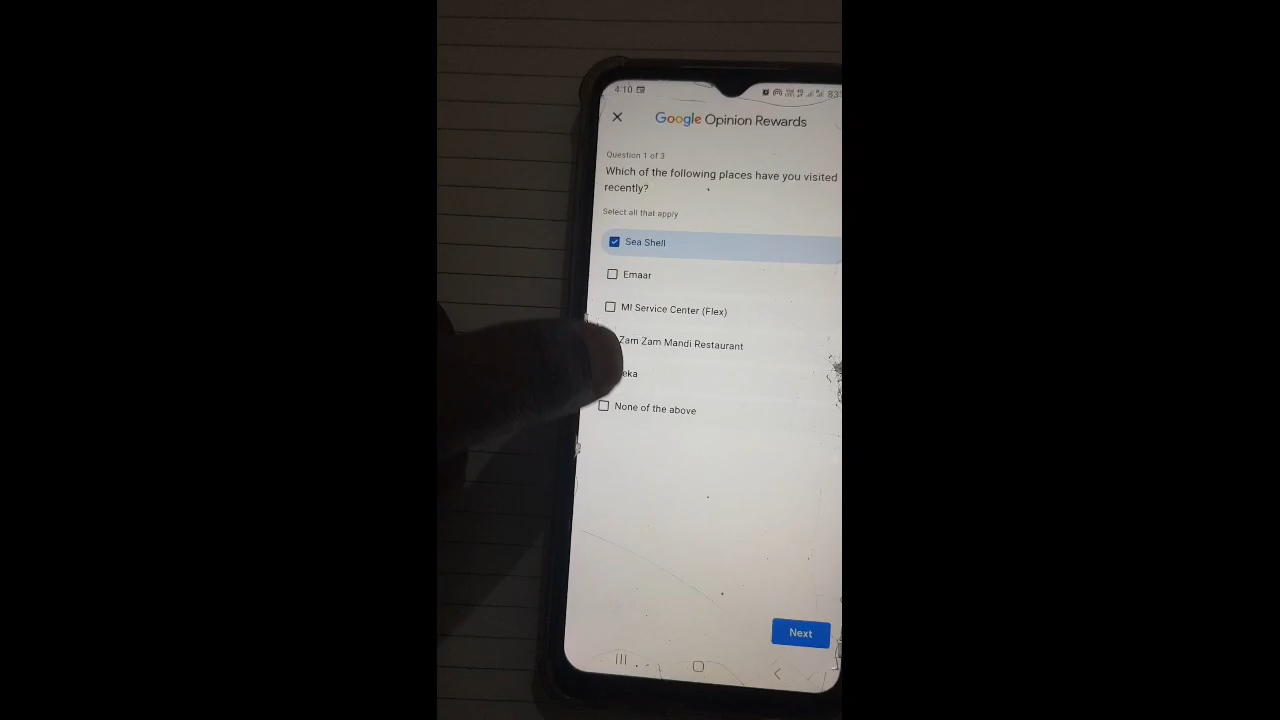 4:10
83
Google Opinion Rewards
Question 1 of 3
Which of the following places have you visited
recently?
Select all that apply
Sea Shell
Emaar
MI Service Center (Flex)
Zam Zam Mandi Restaurant
None of the above
Next